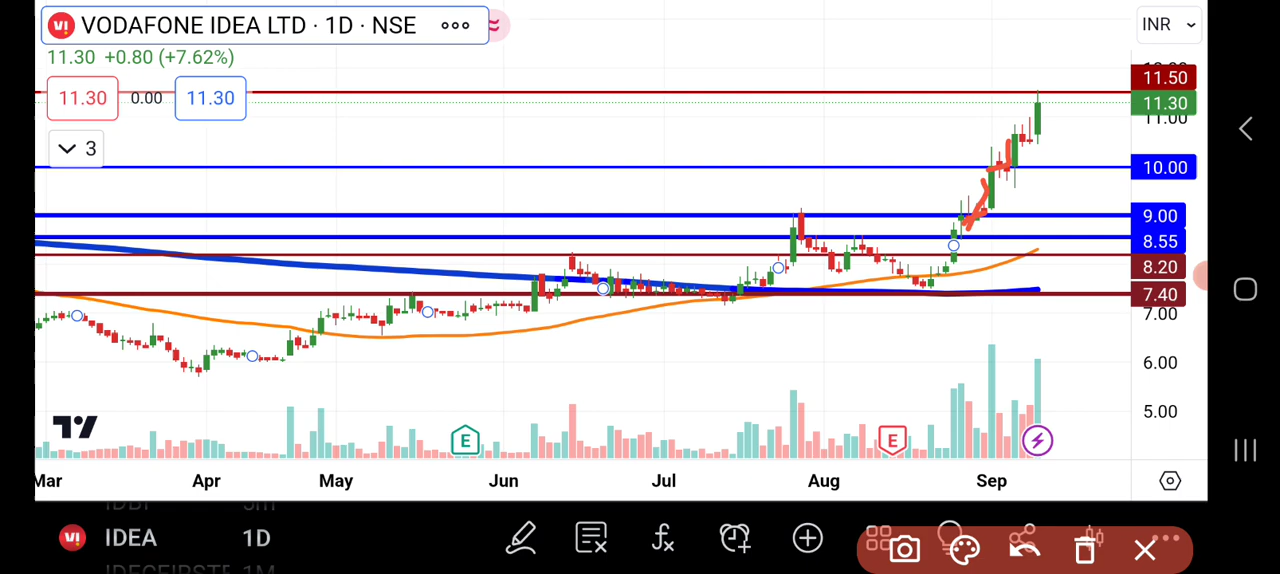 VODAFONE IDEA LTD · 1D · NSE
INR
11.30 +0.80 (+7.62%)
11.30 0.00 11.30
3
11.50
11.30
11.00
10.00
9.00
8.55
8.20
7.40
7.00
6.00
5.00
E E
Mar Apr May Jun Jul Aug Sep
IDEA 1D